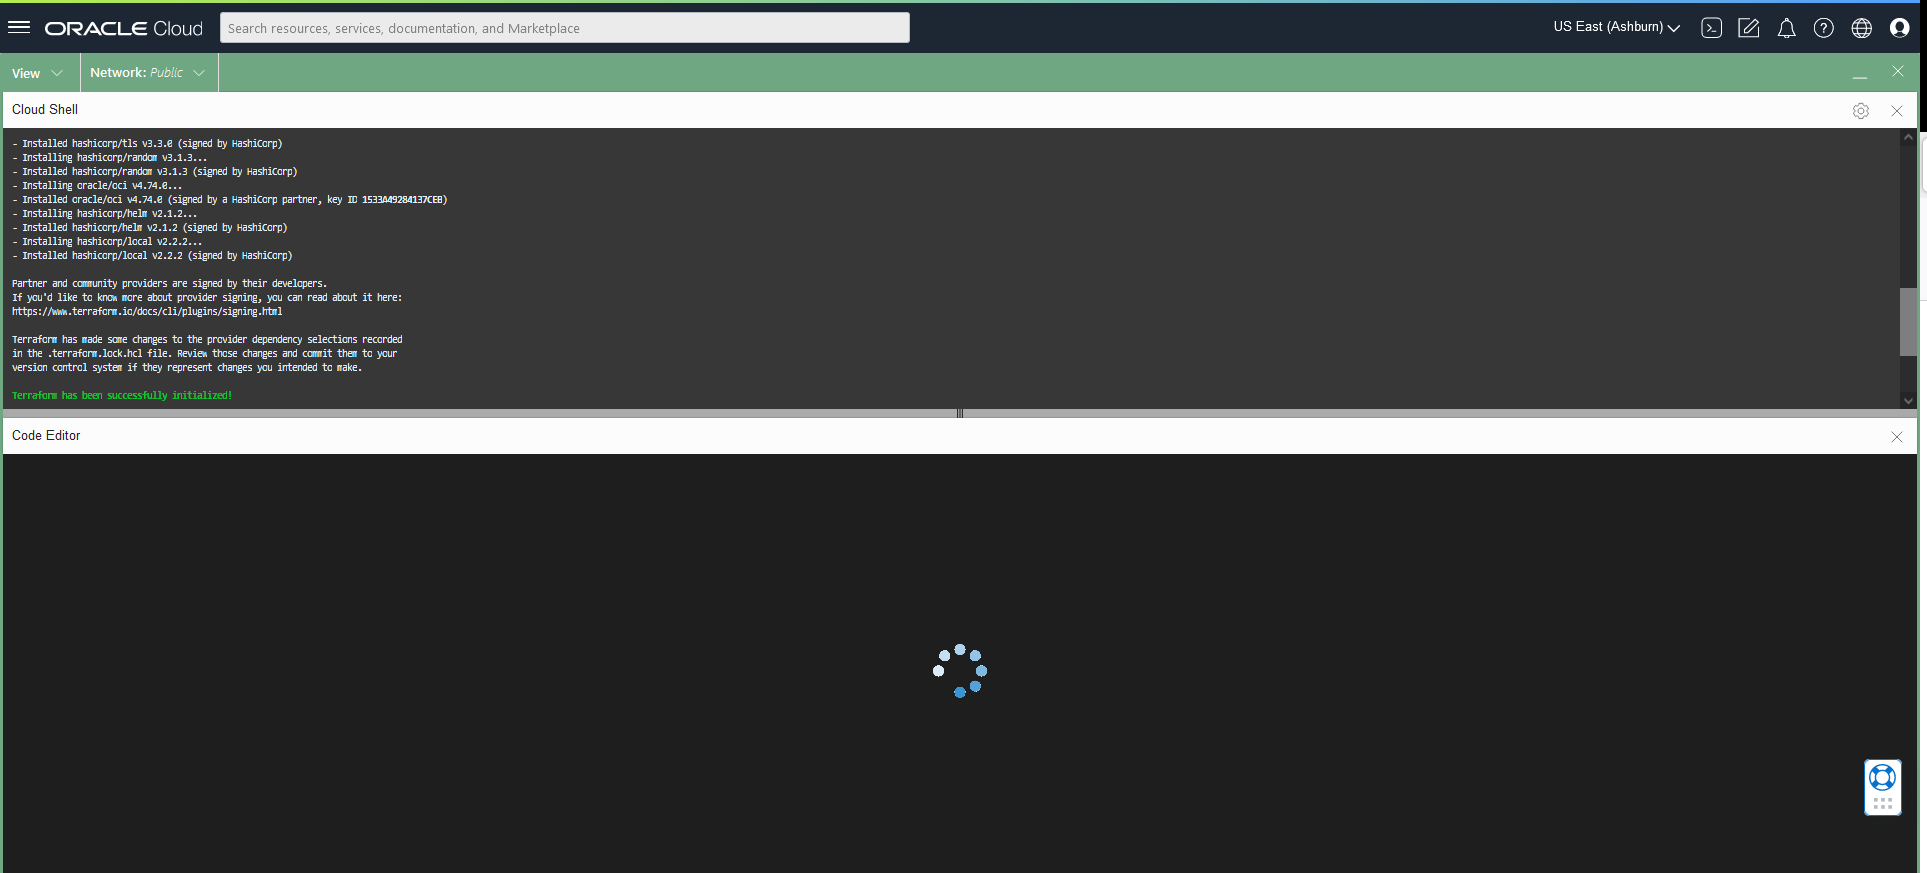 ORACLE Cloud
Search resources, services, documentation, and Marketplace
US East (Ashburn)
View
Network: Public
Cloud Shell
- Installed hashicorp/tls v3.3.0 (signed by HashiCorp)
- Installing hashicorp/random v3.1.3...
- Installed hashicorp/random v3.1.3 (signed by HashiCorp)
- Installing oracle/oci v4.74.0...
- Installed oracle/oci v4.74.0 (signed by a HashiCorp partner, key ID 1533A49284137CEB)
- Installing hashicorp/helm v2.1.2...
- Installed hashicorp/helm v2.1.2 (signed by HashiCorp)
- Installing hashicorp/local v2.2.2...
- Installed hashicorp/local v2.2.2 (signed by HashiCorp)
Partner and community providers are signed by their developers.
If you'd like to know more about provider signing, you can read about it here:
https://www.terraform.io/docs/cli/plugins/signing.html
Terraform has made some changes to the provider dependency selections recorded
in the .terraform.lock.hcl file. Review those changes and commit them to your
version control system if they represent changes you intended to make.
Terraform has been successfully initialized!
Code Editor